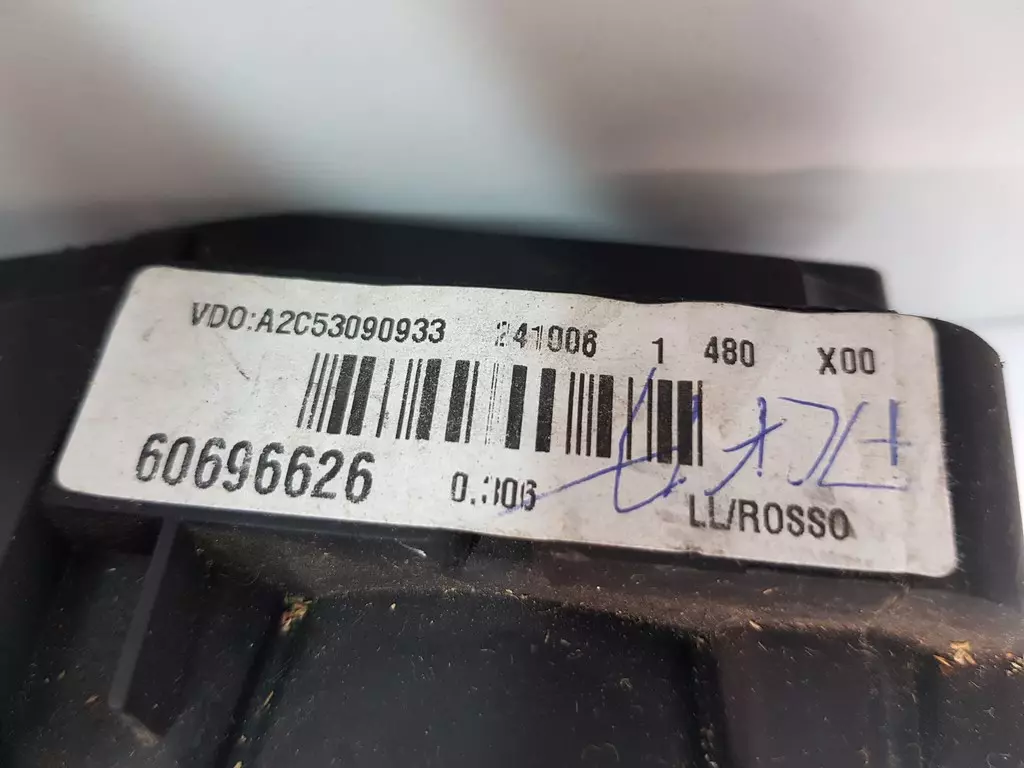 VDO:A2C53090933 241006 1 480 X00
60696626 0.306 LL/ROSSO